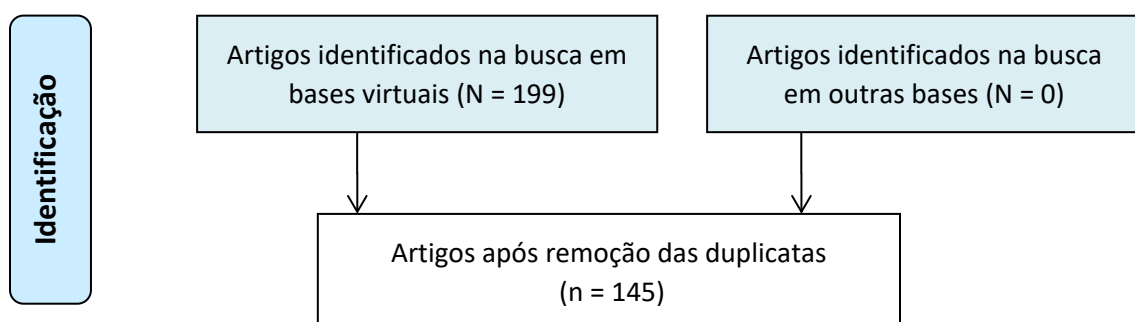 Identificação
Artigos identificados na busca em
bases virtuais (N = 199)
Artigos identificados na busca
em outras bases (N = 0)
Artigos após remoção das duplicatas
(n = 145)